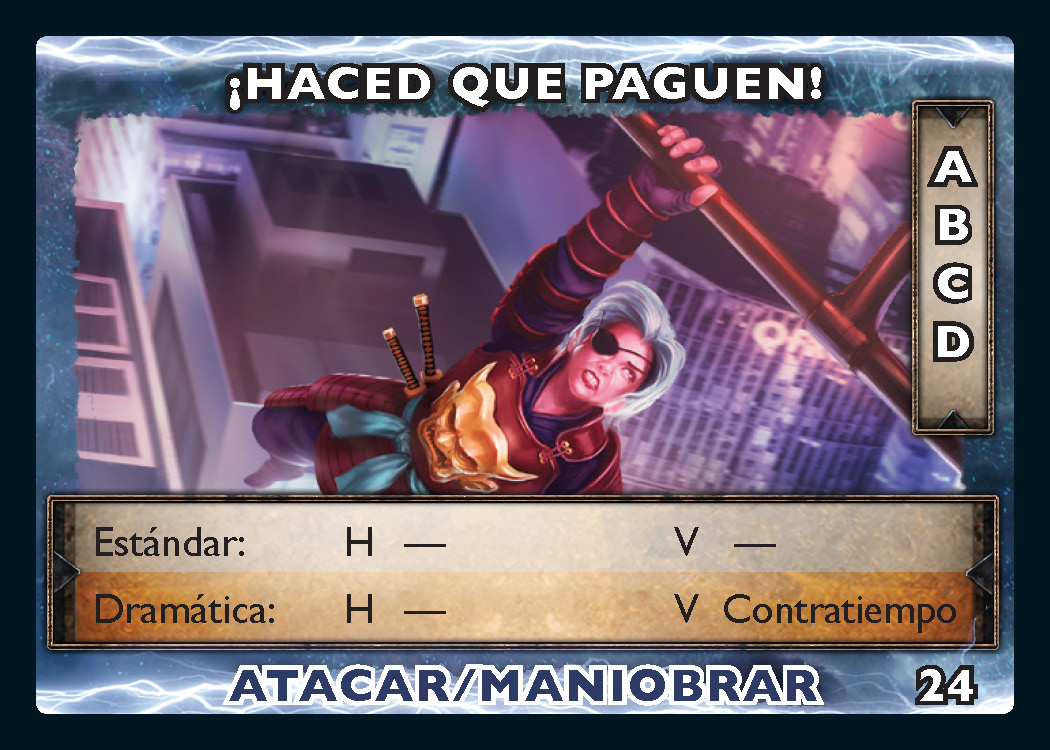 ¡HACED QUE PAGUEN!
A
B
C
D
Estándar: H — V —
Dramática: H — V Contratiempo
ATACAR/MANIOBRAR
24